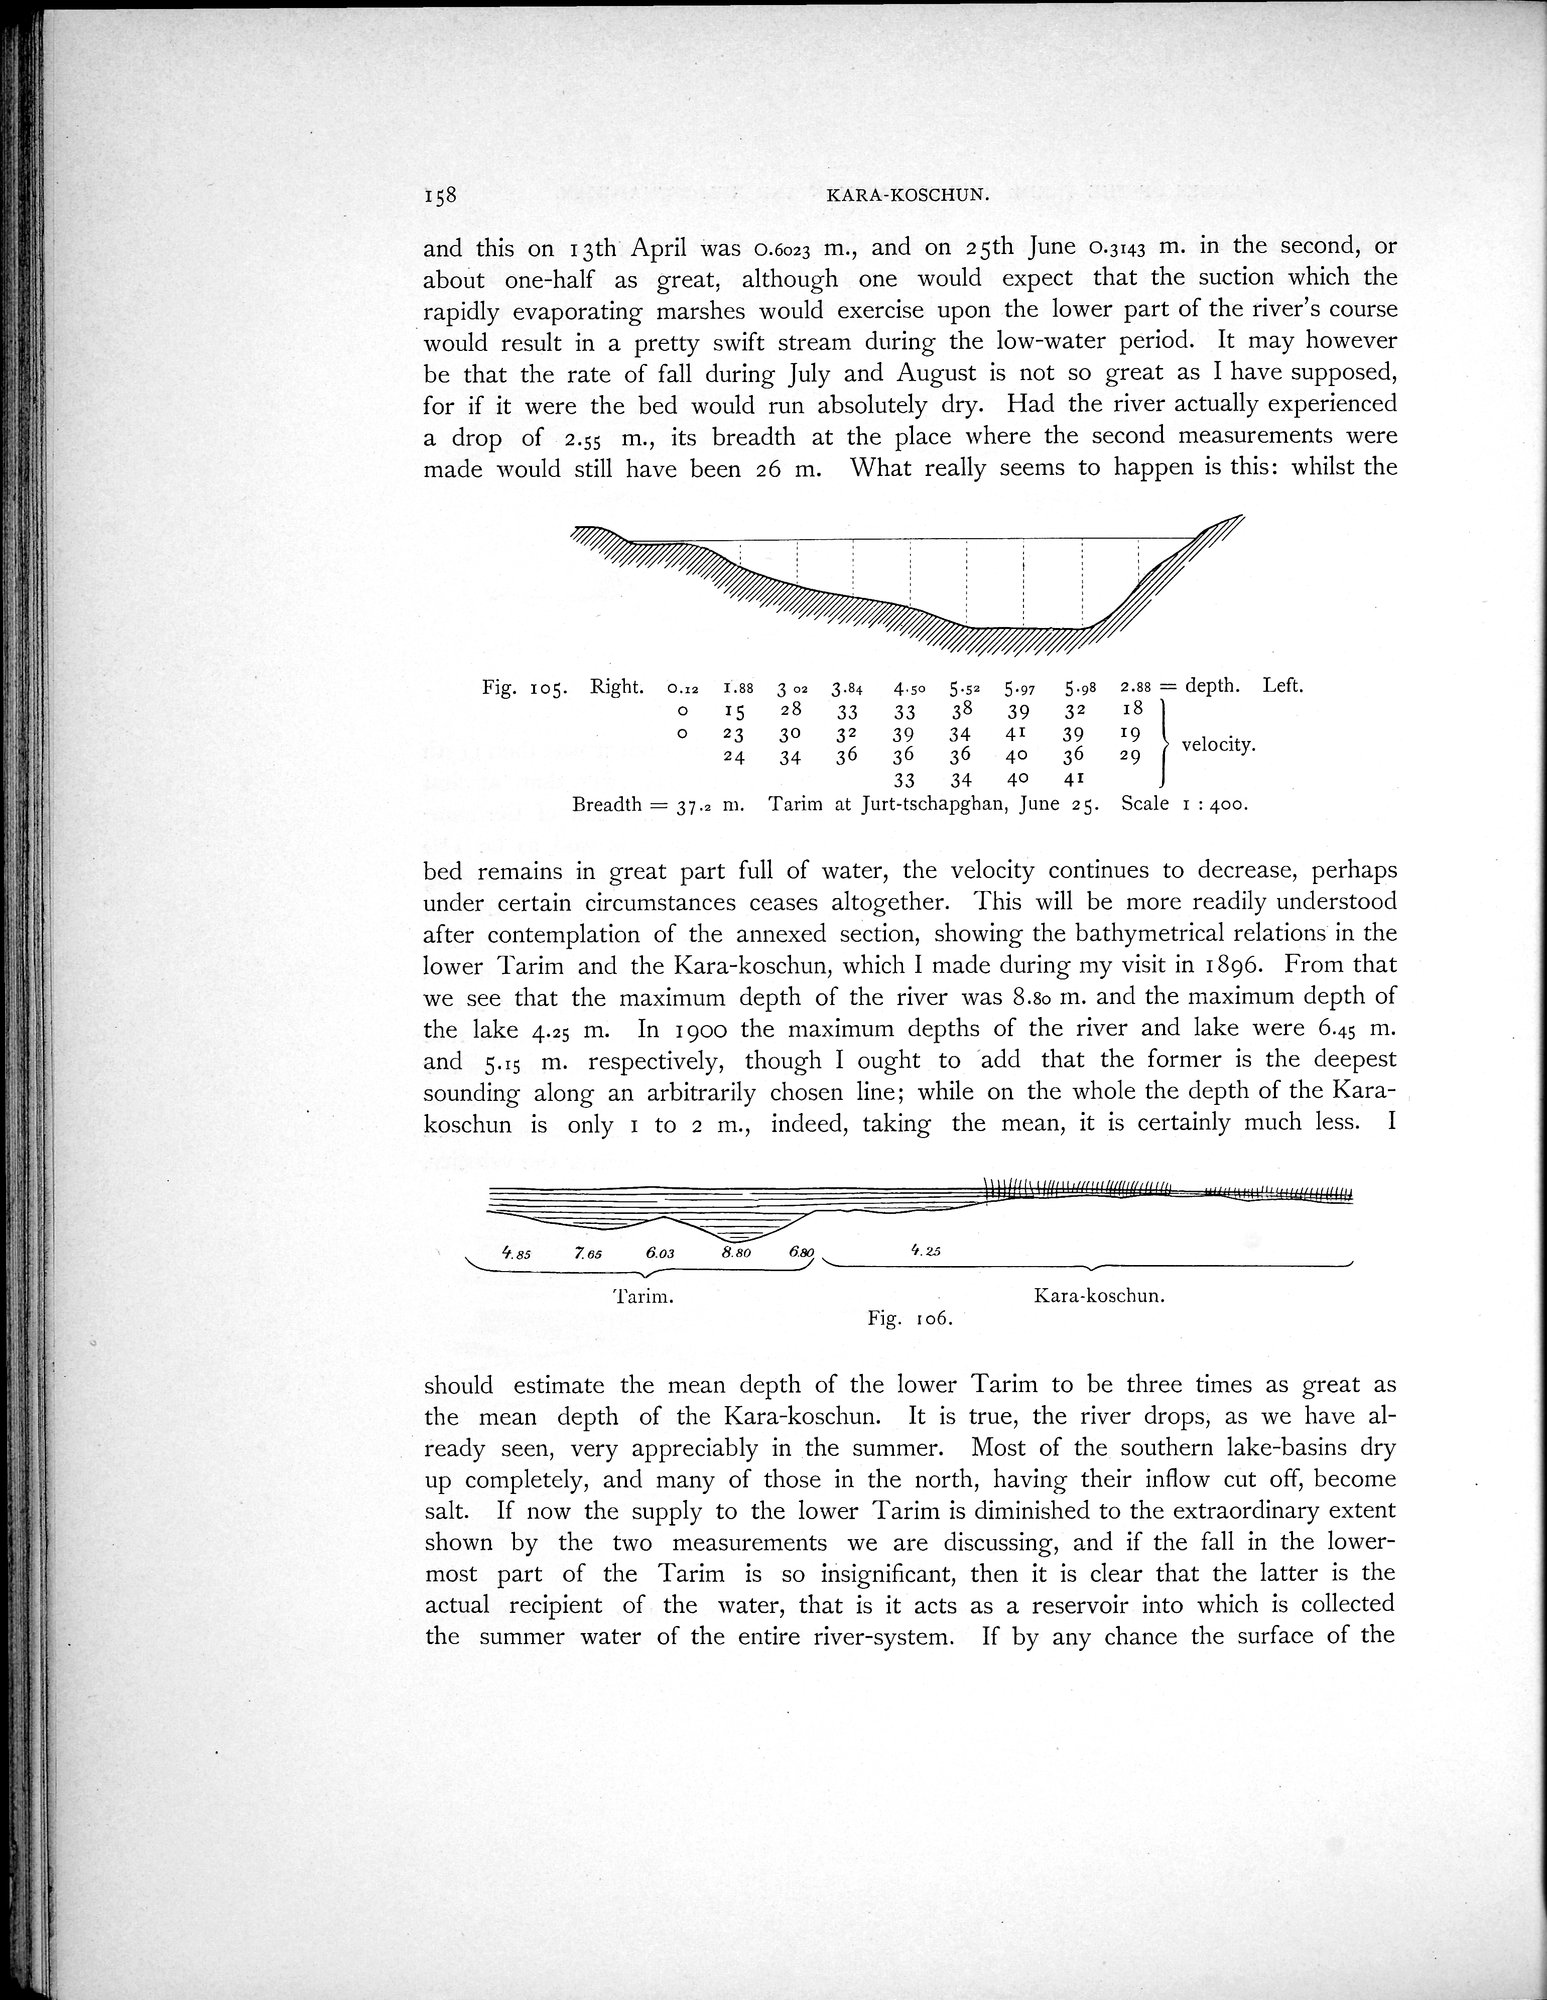 158 KARA-KOSCHUN.
and this on 13th April was 0.6023 m., and on 25th June 0.3143 m. in the second, or
about one-half as great, although one would expect that the suction which the
rapidly evaporating marshes would exercise upon the lower part of the river's course
would result in a pretty swift stream during the low-water period. It may however
be that the rate of fall during July and August is not so great as I have supposed,
for if it were the bed would run absolutely dry. Had the river actually experienced
a drop of 2.55 m., its breadth at the place where the second measurements were
made would still have been 26 m. What really seems to happen is this: whilst the
Fig. 105. Right. 0.12 1.88 3 02 3.84 4.50 5.52 5.97 5.98 2.88 = depth. Left.
0 15 28 33 33 38 39 32 18
0 23 30 32 39 34 41 39 19
velocity.
24 34 36 36 36 40 36 29
33 34 40 41
Breadth = 37.2 m. Tarim at Jurt-tschapghan, June 25. Scale 1 : 400.
bed remains in great part full of water, the velocity continues to decrease, perhaps
under certain circumstances ceases altogether. This will be more readily understood
after contemplation of the annexed section, showing the bathymetrical relations in the
lower Tarim and the Kara-koschun, which I made during my visit in 1896. From that
we see that the maximum depth of the river was 8.80 m. and the maximum depth of
the lake 4.25 m. In 1900 the maximum depths of the river and lake were 6.45 m.
and 5.15 m. respectively, though I ought to add that the former is the deepest
sounding along an arbitrarily chosen line; while on the whole the depth of the Kara-
koschun is only 1 to 2 m., indeed, taking the mean, it is certainly much less. I
4.85 7.65 6.03 8.80 6.80 4.25
Tarim. Kara-koschun.
Fig. 106.
should estimate the mean depth of the lower Tarim to be three times as great as
the mean depth of the Kara-koschun. It is true, the river drops, as we have al-
ready seen, very appreciably in the summer. Most of the southern lake-basins dry
up completely, and many of those in the north, having their inflow cut off, become
salt. If now the supply to the lower Tarim is diminished to the extraordinary extent
shown by the two measurements we are discussing, and if the fall in the lower-
most part of the Tarim is so insignificant, then it is clear that the latter is the
actual recipient of the water, that is it acts as a reservoir into which is collected
the summer water of the entire river-system. If by any chance the surface of the